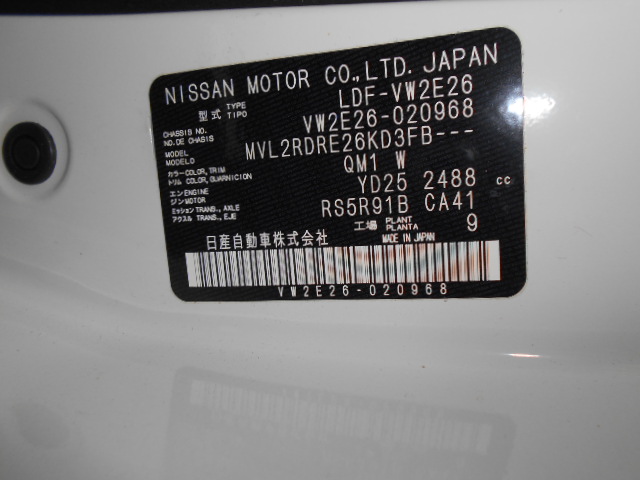 NISSAN MOTOR CO.,LTD. JAPAN
型式 TYPE TIPO LDF-VW2E26
CHASSIS NO. NO. DE CHASIS VW2E26-020968
MODEL MODELO MVL2RDRE26KD3FB---
カラー COLOR, TRIM トリム COLOR, GUARNICION QM1 W
エンジン ENGINE MOTOR YD25 2488 cc
ミッション TRANS., AXLE アクスル TRANS., EJE RS5R91B CA41
工場 PLANT PLANTA 9
日産自動車株式会社 MADE IN JAPAN
VW2E26-020968